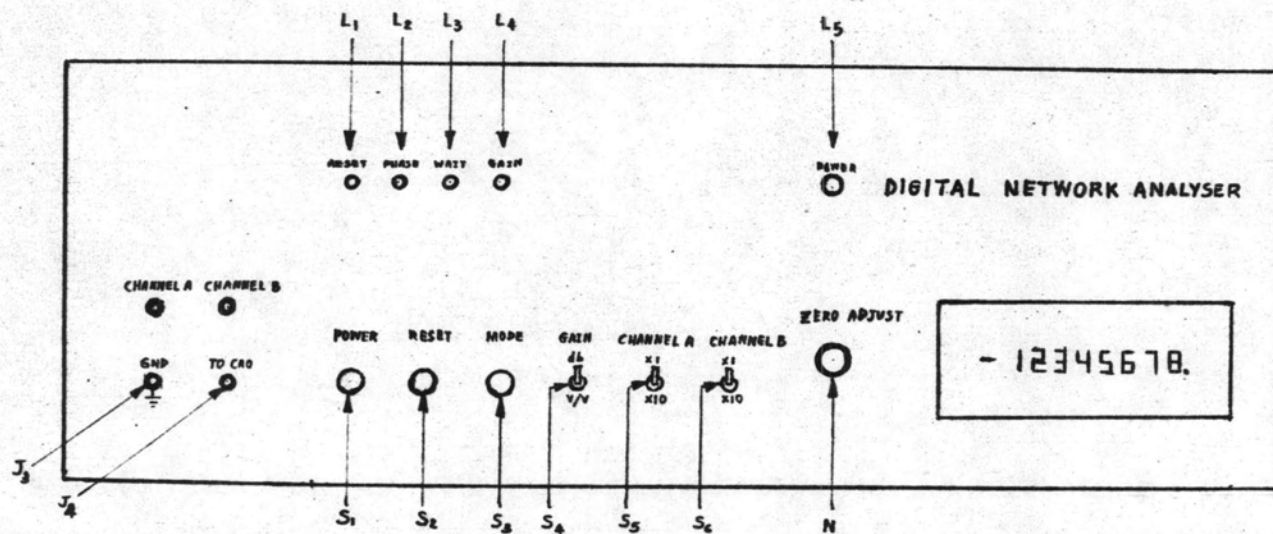 L1 L2 L3 L4 L5
RESET PHASE WAIT GAIN POWER
DIGITAL NETWORK ANALYSER
CHANNEL A CHANNEL B
ZERO ADJUST
POWER RESET MODE GAIN CHANNEL A CHANNEL B
db X1 X1
GND TO CRO
V/V X10 X10
- 12345678.
J3
J4
S1 S2 S3 S4 S5 S6 N